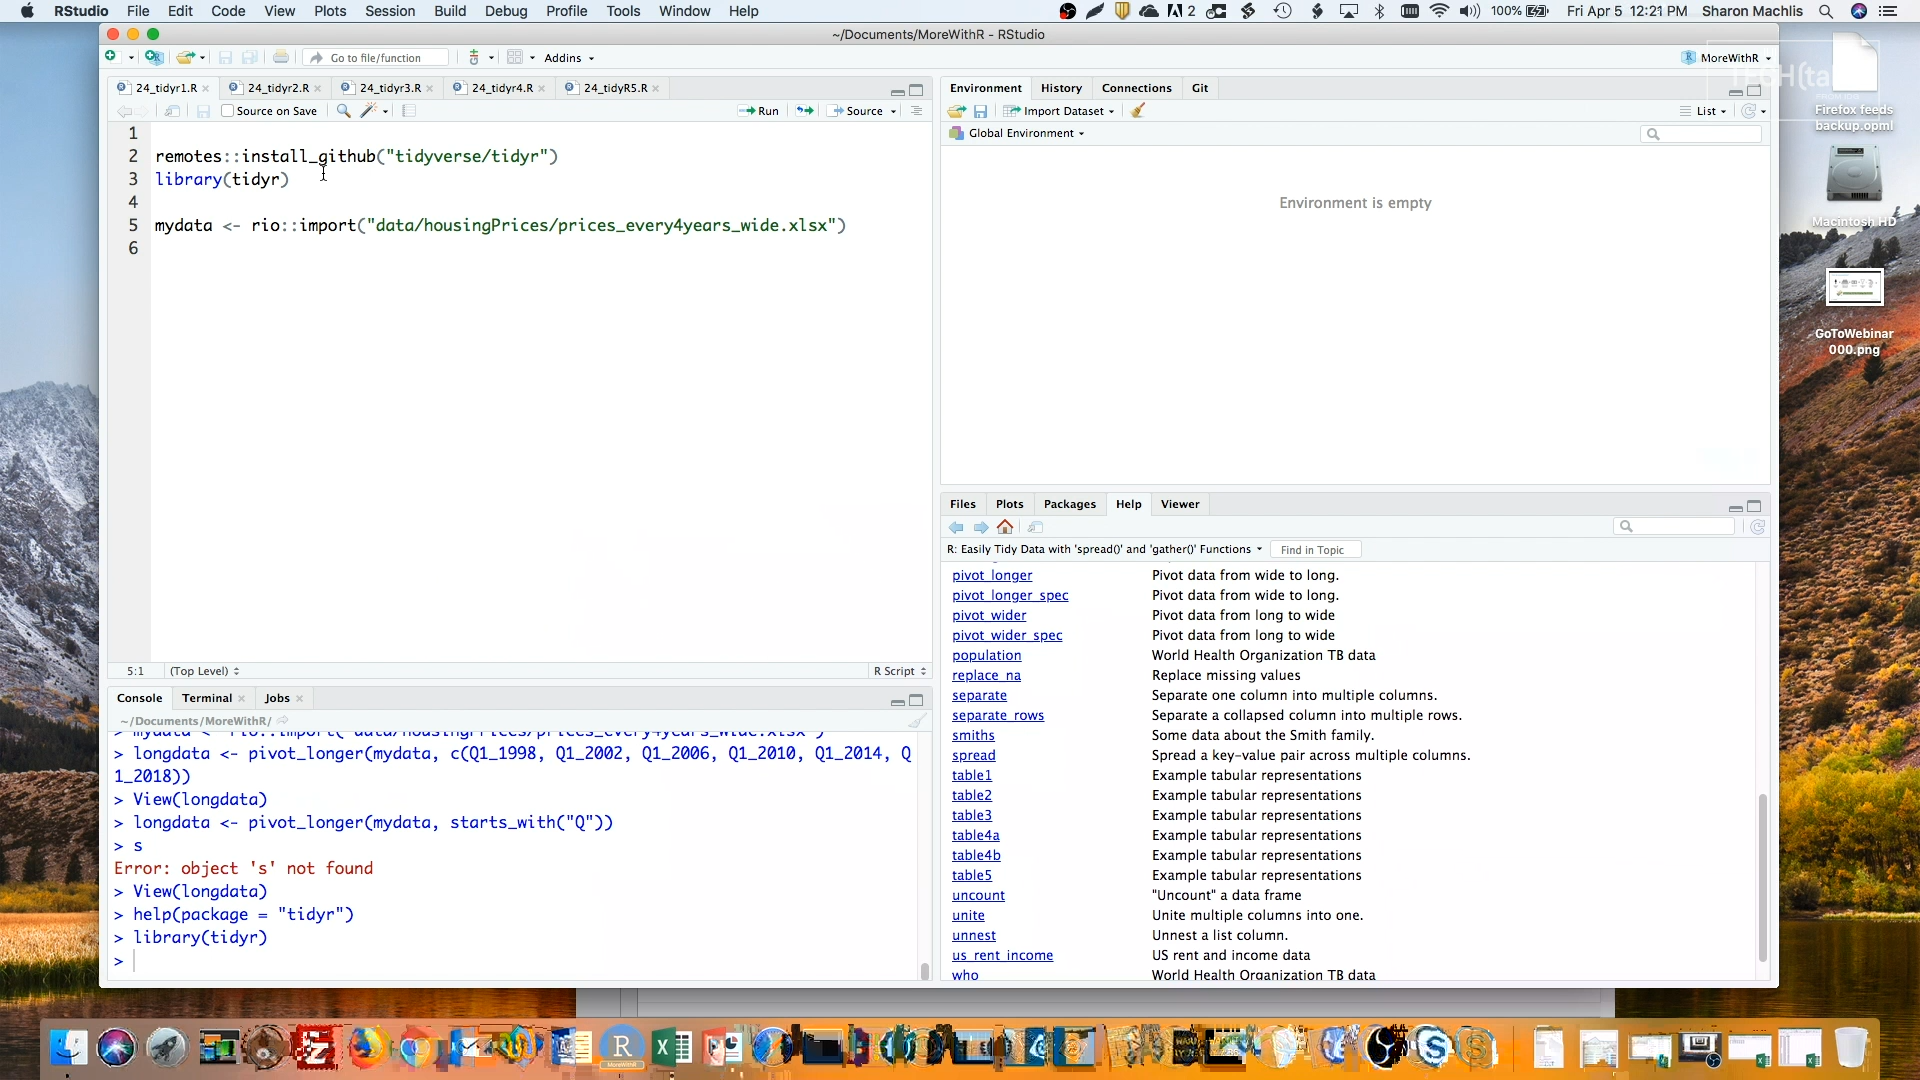 RStudio File Edit Code View Plots Session Build Debug Profile Tools Window Help
2 100% Fri Apr 5 12:21 PM Sharon Machlis
~/Documents/MoreWithR - RStudio
Go to file/function Addins MoreWithR
24_tidyr1.R 24_tidyr2.R 24_tidyr3.R 24_tidyr4.R 24_tidyR5.R
Source on Save Run Source
1
2 remotes::install_github("tidyverse/tidyr")
3 library(tidyr)
4
5 mydata <- rio::import("data/housingPrices/prices_every4years_wide.xlsx")
6
5:1 (Top Level) R Script
Console Terminal Jobs
~/Documents/MoreWithR/
> mydata <- rio::import("data/housingPrices/prices_every4years_wide.xlsx")
> longdata <- pivot_longer(mydata, c(Q1_1998, Q1_2002, Q1_2006, Q1_2010, Q1_2014, Q
1_2018))
> View(longdata)
> longdata <- pivot_longer(mydata, starts_with("Q"))
> s
Error: object 's' not found
> View(longdata)
> help(package = "tidyr")
> library(tidyr)
>
Environment History Connections Git
Import Dataset List
Global Environment
Environment is empty
Files Plots Packages Help Viewer
R: Easily Tidy Data with 'spread()' and 'gather()' Functions Find in Topic
pivot_longer Pivot data from wide to long.
pivot_longer_spec Pivot data from wide to long.
pivot_wider Pivot data from long to wide
pivot_wider_spec Pivot data from long to wide
population World Health Organization TB data
replace_na Replace missing values
separate Separate one column into multiple columns.
separate_rows Separate a collapsed column into multiple rows.
smiths Some data about the Smith family.
spread Spread a key-value pair across multiple columns.
table1 Example tabular representations
table2 Example tabular representations
table3 Example tabular representations
table4a Example tabular representations
table4b Example tabular representations
table5 Example tabular representations
uncount "Uncount" a data frame
unite Unite multiple columns into one.
unnest Unnest a list column.
us_rent_income US rent and income data
who World Health Organization TB data
Firefox feeds
backup.opml
Macintosh HD
GoToWebinar
000.png